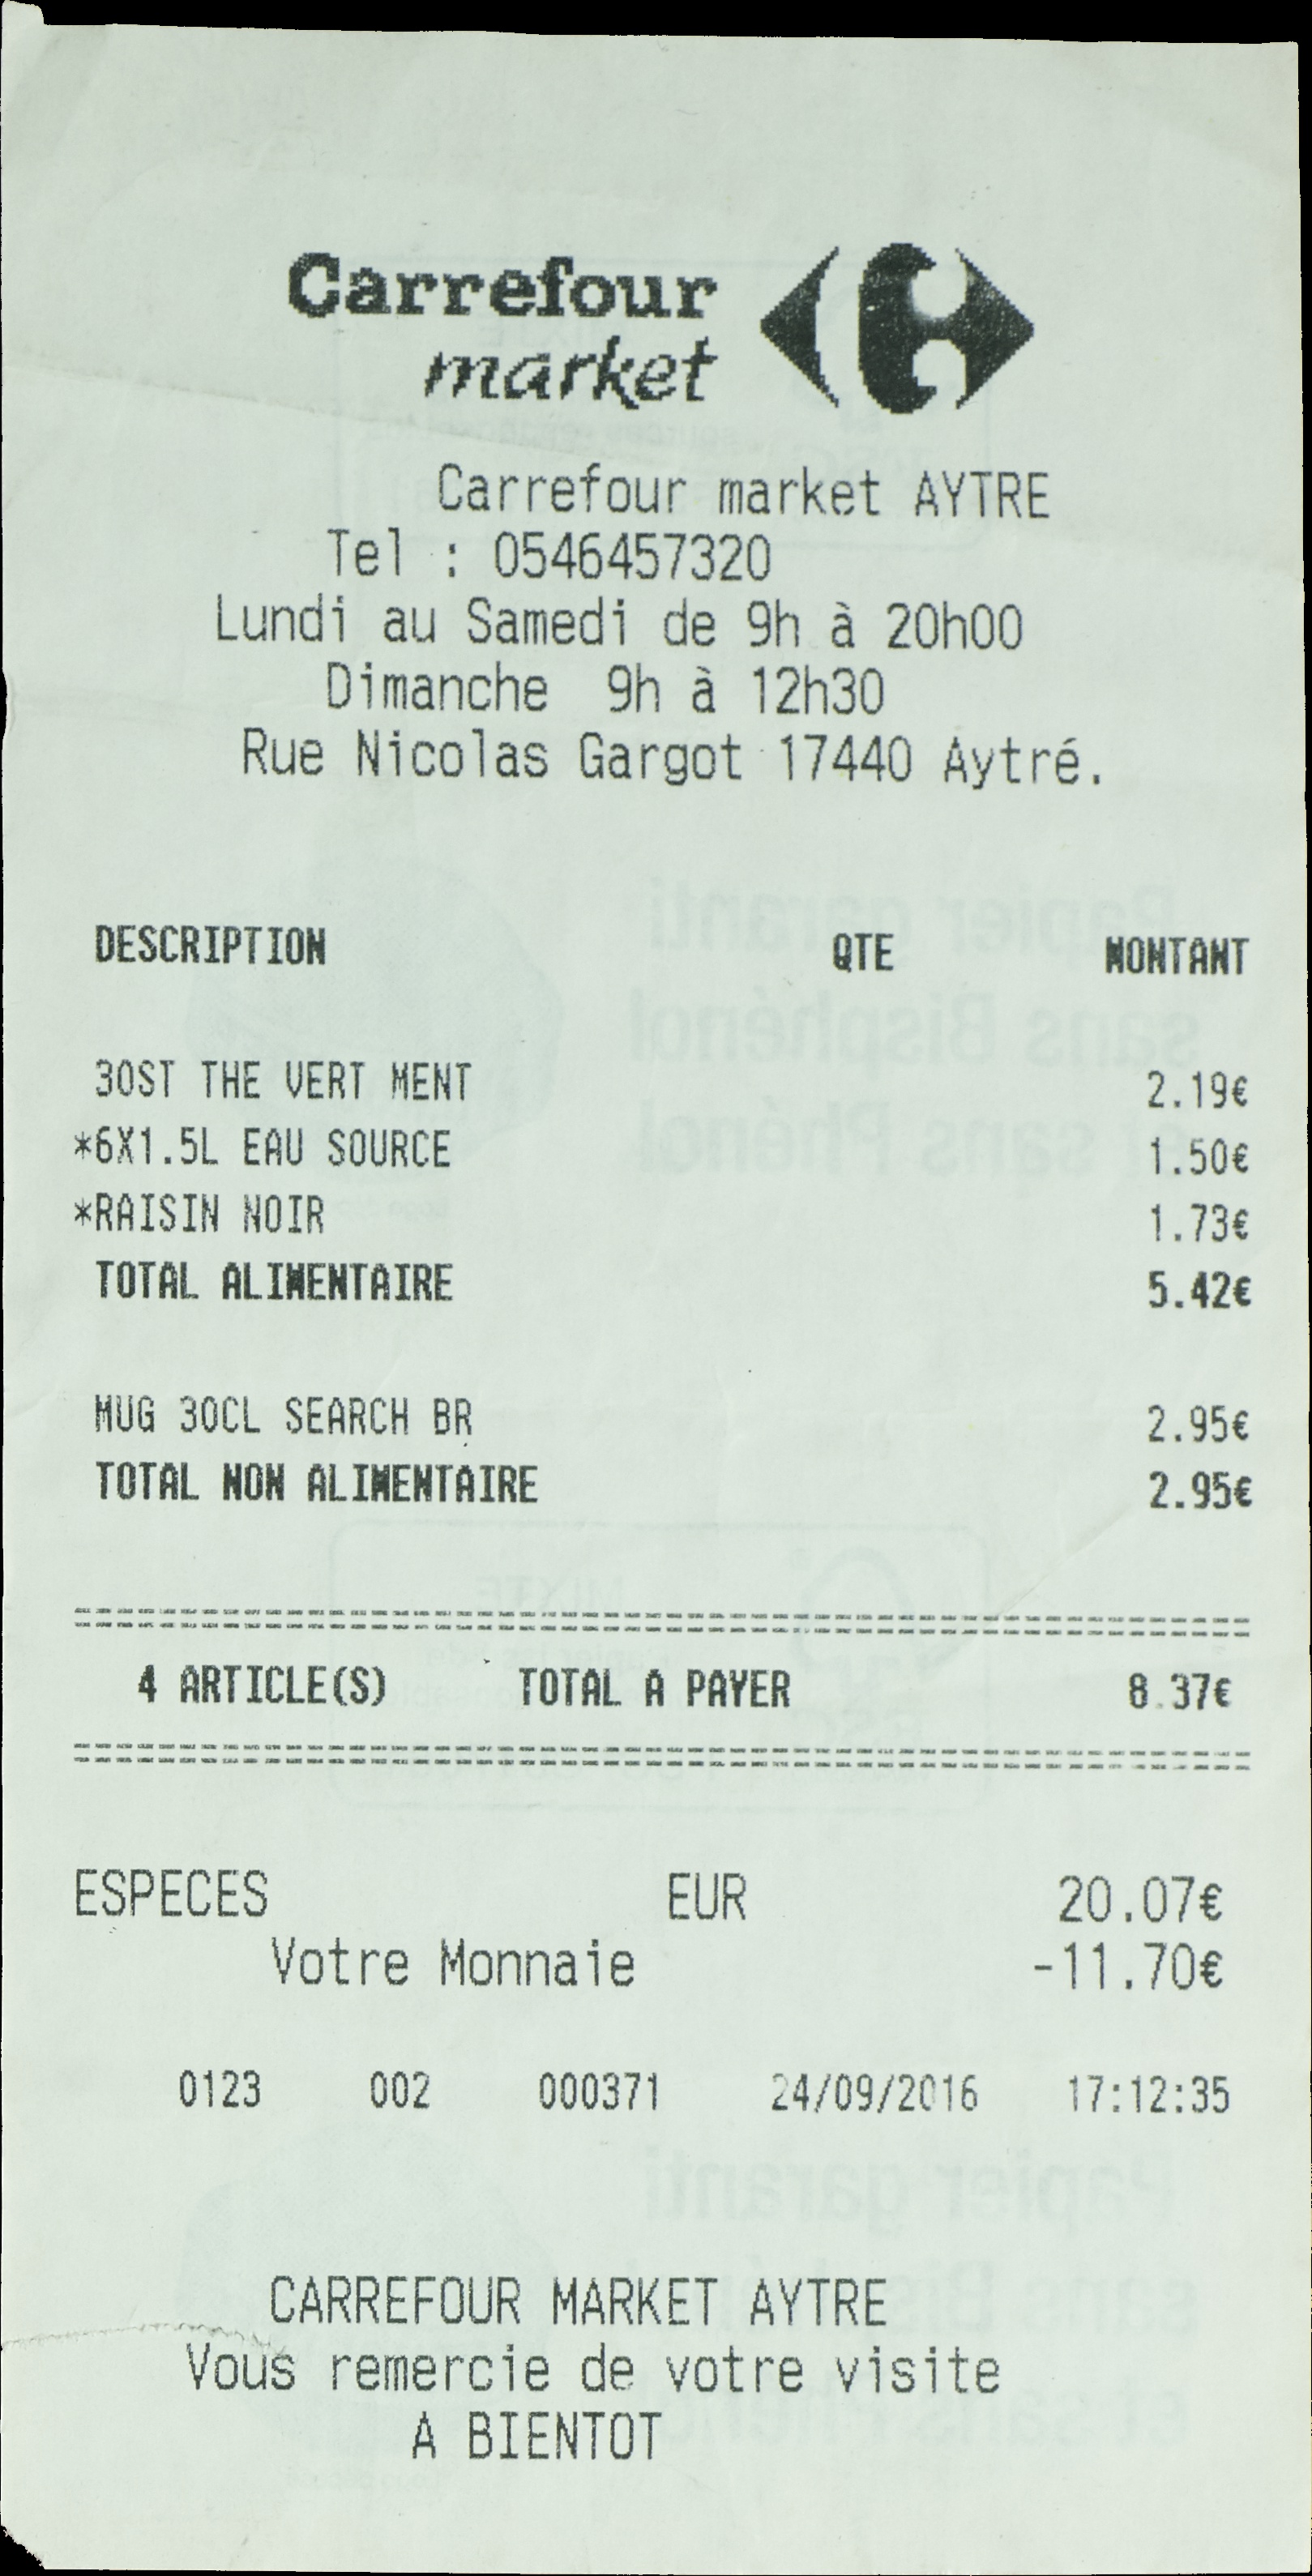 Carrefour
market
Carrefour market AYTRE
Tel : 0546457320
Lundi au Samedi de 9h à 20h00
Dimanche 9h à 12h30
Rue Nicolas Gargot 17440 Aytré.
DESCRIPTION QTE MONTANT
30ST THE VERT MENT 2.19€
*6X1.5L EAU SOURCE 1.50€
*RAISIN NOIR 1.73€
TOTAL ALIMENTAIRE 5.42€
MUG 30CL SEARCH BR 2.95€
TOTAL NON ALIMENTAIRE 2.95€
4 ARTICLE(S) TOTAL A PAYER 8.37€
ESPECES EUR 20.07€
Votre Monnaie -11.70€
0123 002 000371 24/09/2016 17:12:35
CARREFOUR MARKET AYTRE
Vous remercie de votre visite
A BIENTOT